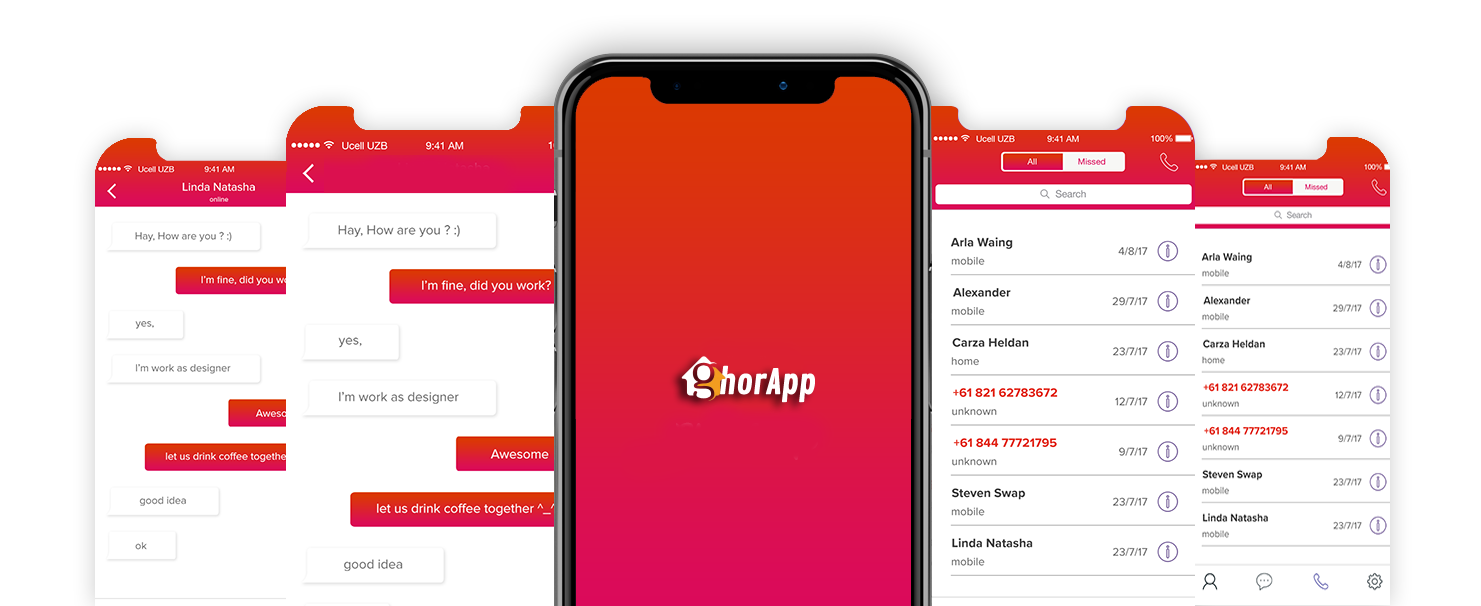 Ucell UZB 9:41 AM
Linda Natasha
online
Hay, How are you ? :)
I'm fine, did you wo
yes,
I'm work as designer
Aweso
let us drink coffee togethe
good idea
ok
Ucell UZB 9:41 AM 1
Hay, How are you ? :)
I'm fine, did you work?
yes,
I'm work as designer
Awesome
let us drink coffee together ^_^
good idea
ghorApp
Ucell UZB 9:41 AM 100%
All Missed
Search
Arla Waing
mobile
4/8/17
Alexander
mobile
29/7/17
Carza Heldan
home
23/7/17
+61 821 62783672
unknown
12/7/17
+61 844 77721795
unknown
9/7/17
Steven Swap
mobile
23/7/17
Linda Natasha
mobile
23/7/17
Ucell UZB 9:41 AM 100%
All Missed
Search
Arla Waing
mobile
4/8/17
Alexander
mobile
29/7/17
Carza Heldan
home
23/7/17
+61 821 62783672
unknown
12/7/17
+61 844 77721795
unknown
9/7/17
Steven Swap
mobile
23/7/17
Linda Natasha
mobile
23/7/17